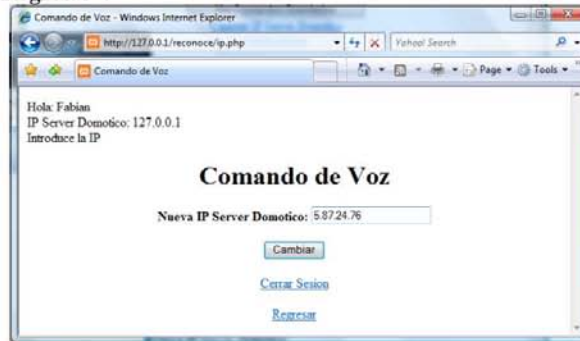 Comando de Voz - Windows Internet Explorer
http://127.0.0.1/reconoce/ip.php
Yahoo! Search
Comando de Voz
Page
Tools
Hola: Fabian
IP Server Domotico: 127.0.0.1
Introduce la IP
Comando de Voz
Nueva IP Server Domotico: 5.87.24.76
Cambiar
Cerrar Sesion
Regresar